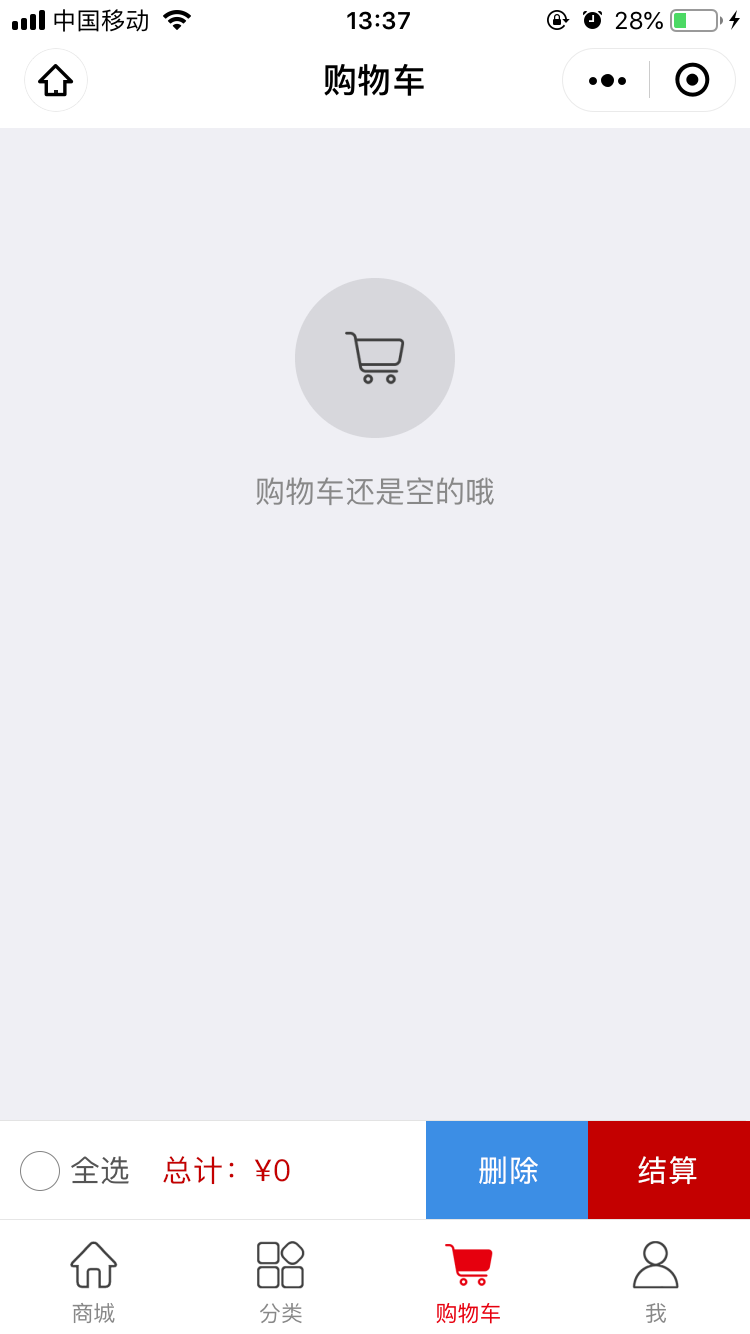 中国移动 13:37 28%
购物车
购物车还是空的哦
全选 总计：¥0 删除 结算
商城 分类 购物车 我